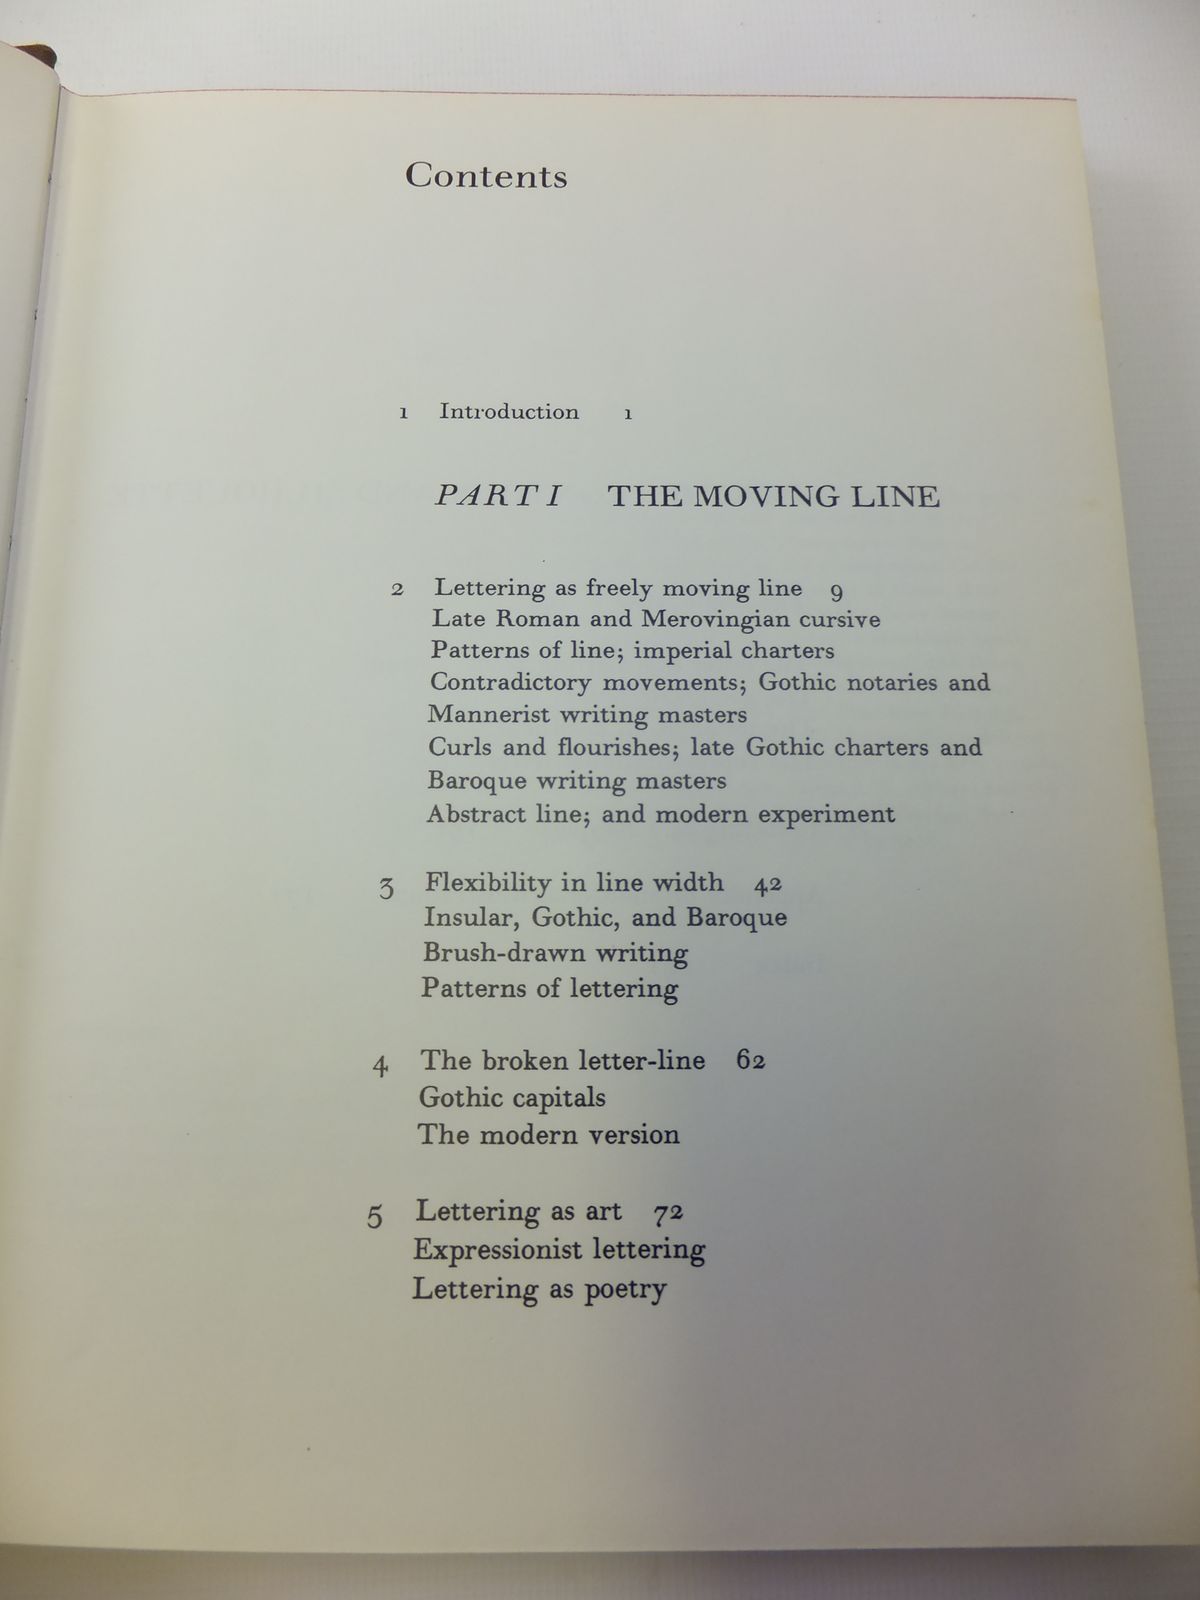 Contents
1 Introduction 1
PART I THE MOVING LINE
2 Lettering as freely moving line 9
Late Roman and Merovingian cursive
Patterns of line; imperial charters
Contradictory movements; Gothic notaries and
Mannerist writing masters
Curls and flourishes; late Gothic charters and
Baroque writing masters
Abstract line; and modern experiment
3 Flexibility in line width 42
Insular, Gothic, and Baroque
Brush-drawn writing
Patterns of lettering
4 The broken letter-line 62
Gothic capitals
The modern version
5 Lettering as art 72
Expressionist lettering
Lettering as poetry